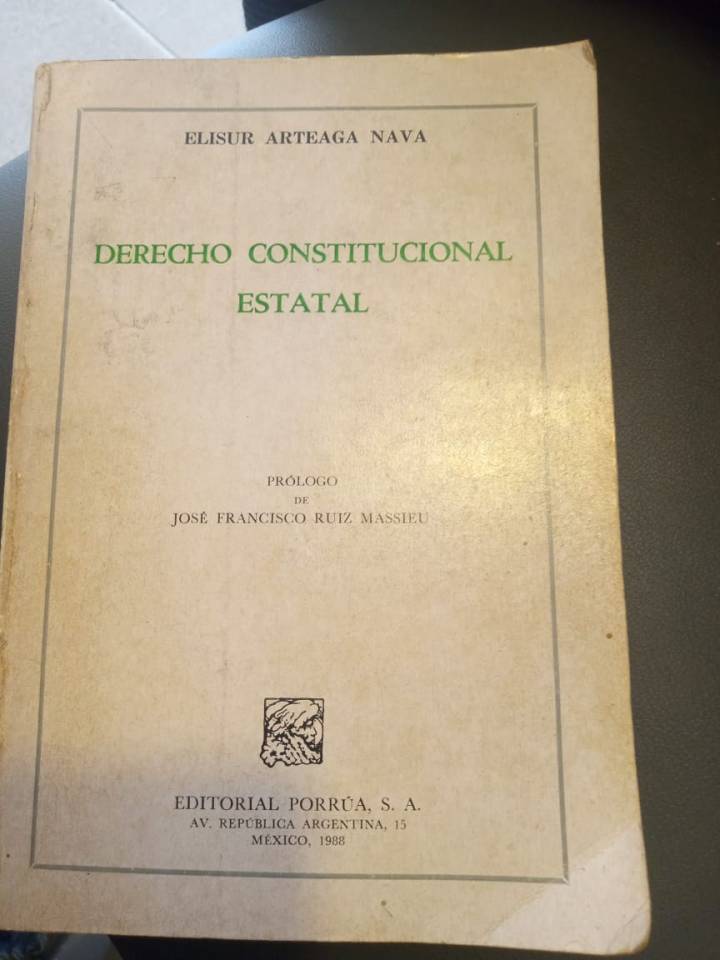 ELISUR ARTEAGA NAVA
DERECHO CONSTITUCIONAL
ESTATAL
PRÓLOGO
DE
JOSÉ FRANCISCO RUIZ MASSIEU
EDITORIAL PORRÚA, S. A.
AV. REPÚBLICA ARGENTINA, 15
MÉXICO, 1988